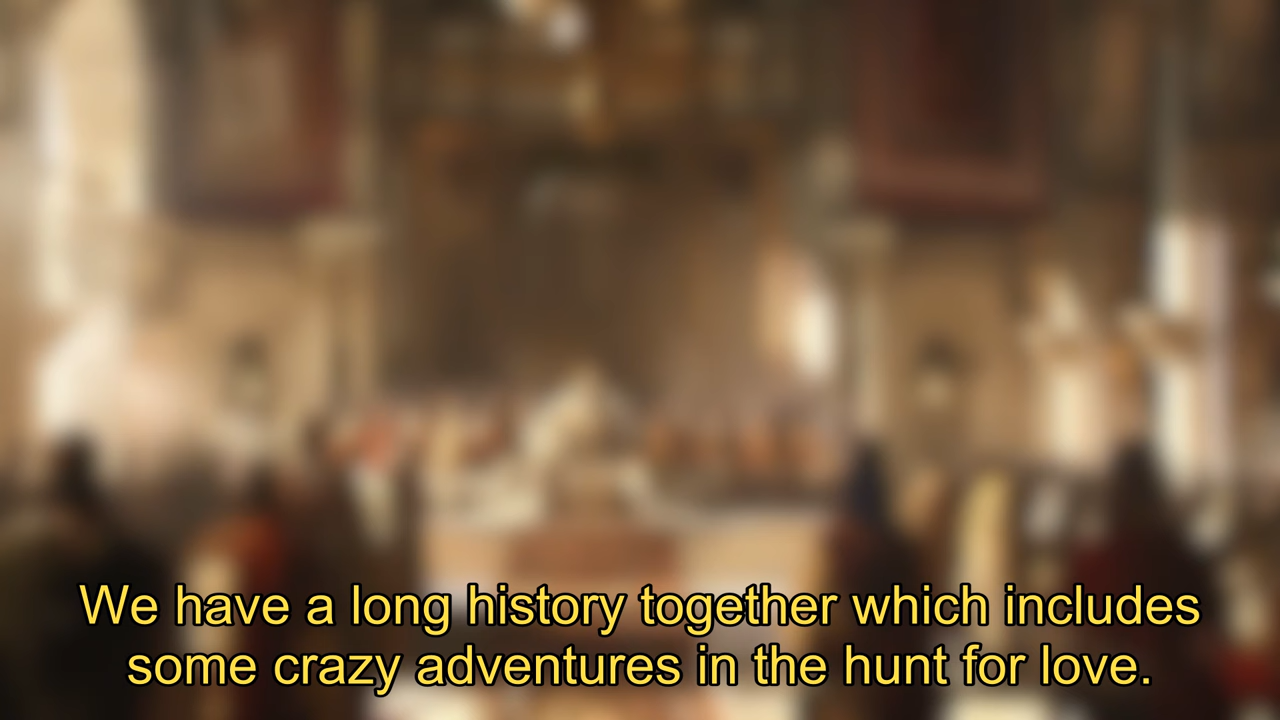 We have a long history together which includes
some crazy adventures in the hunt for love.